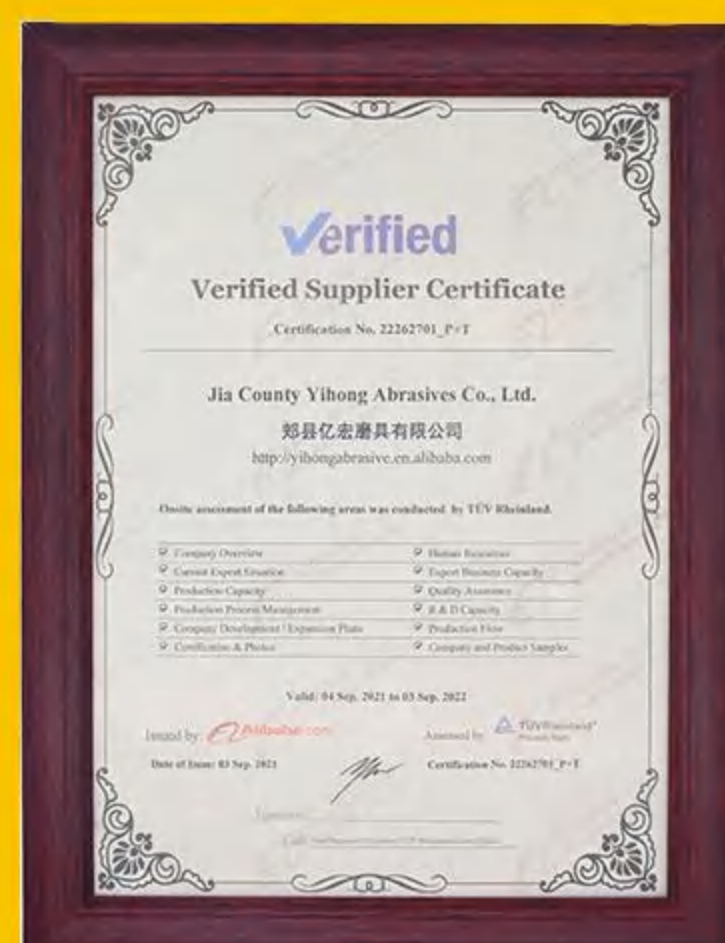 Verified
Verified Supplier Certificate
Certification No. 22262701_P+T
Jia County Yihong Abrasives Co., Ltd.
郏县亿宏磨具有限公司
http://yihongabrasive.en.alibaba.com
Onsite assessment of the following areas was conducted by TÜV Rheinland.
Company Overview Human Resources
Current Export Situation Export Business Capacity
Production Capacity Quality Assurance
Production Process Management R & D Capacity
Company Development / Expansion Plans Production Flow
Certification & Photos Company and Product Samples
Valid: 04 Sep. 2021 to 03 Sep. 2022
Issued by: Alibaba.com Assessed by TÜVRheinland®
Date of Issue: 03 Sep. 2021 Certification No. 22262701_P+T